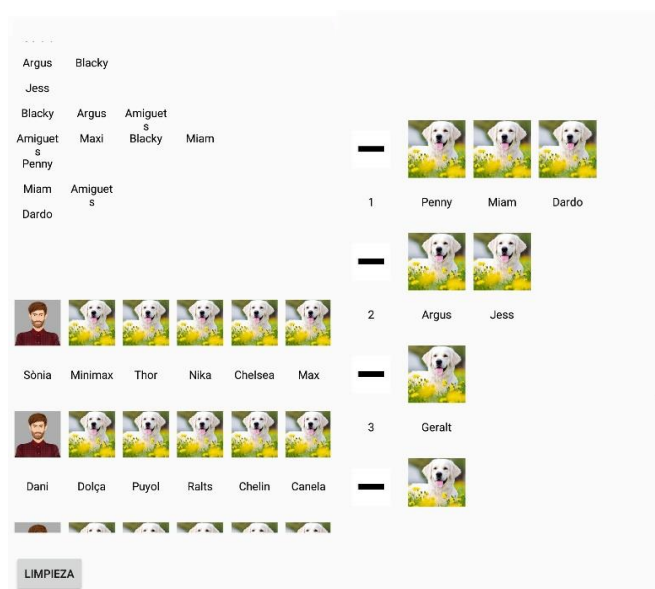 Argus Blacky
Jess
Blacky Argus Amiguets
Amiguets Maxi Blacky Miam
Penny
Miam Amiguets
Dardo
Sònia Minimax Thor Nika Chelsea Max
Dani Dolça Puyol Ralts Chelin Canela
LIMPIEZA
1 Penny Miam Dardo
2 Argus Jess
3 Geralt